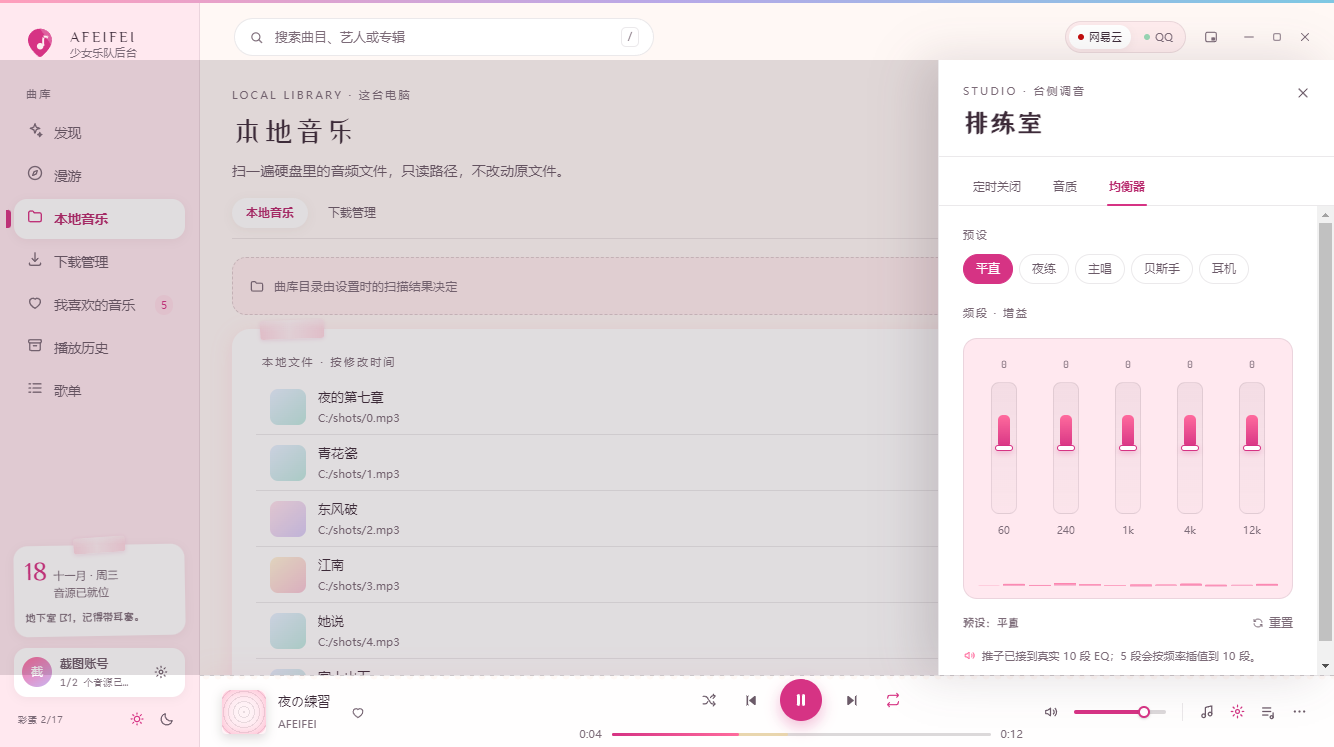 AFEIFEI
少女乐队后台
搜索曲目、艺人或专辑
/
网易云
QQ
曲库
发现
漫游
本地音乐
下载管理
我喜欢的音乐
5
播放历史
歌单
18
十一月 · 周三
音源已就位
记得带耳塞。
截
截图账号
1/2 个音源已…
彩蛋 2/17
LOCAL LIBRARY · 这台电脑
本地音乐
扫一遍硬盘里的音频文件，只读路径，不改动原文件。
本地音乐
下载管理
曲库目录由设置时的扫描结果决定
本地文件 · 按修改时间
夜的第七章
C:/shots/0.mp3
青花瓷
C:/shots/1.mp3
东风破
C:/shots/2.mp3
江南
C:/shots/3.mp3
她说
C:/shots/4.mp3
STUDIO · 台侧调音
排练室
定时关闭
音质
均衡器
预设
平直
夜练
主唱
贝斯手
耳机
频段 · 增益
0
0
0
0
0
60
240
1k
4k
12k
预设：平直
重置
推子已接到真实 10 段 EQ；5 段会按频率插值到 10 段。
夜の練習
AFEIFEI
0:04
0:12